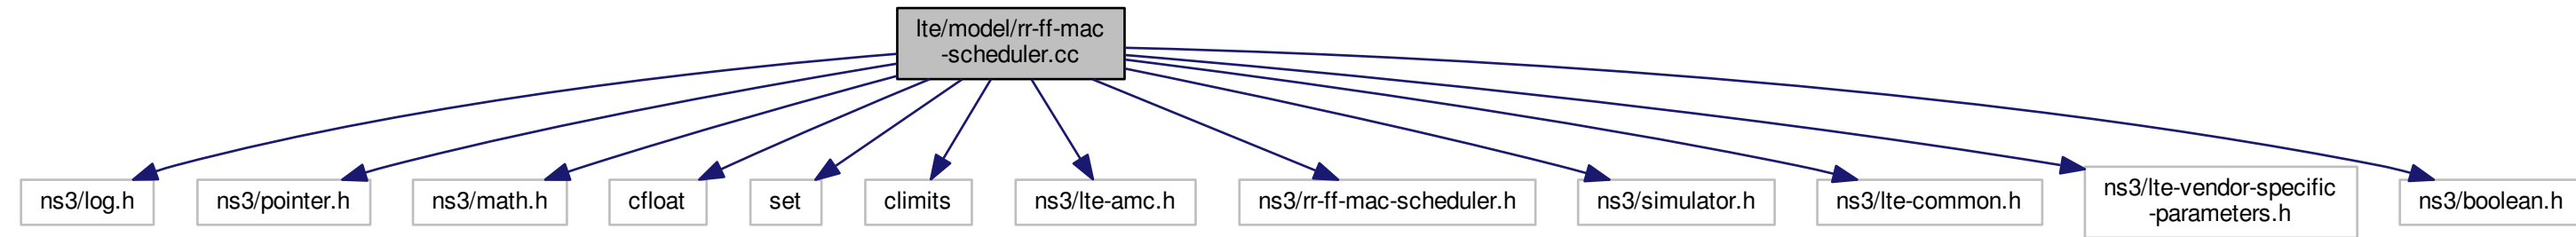 lte/model/rr-ff-mac
-scheduler.cc
ns3/log.h
ns3/pointer.h
ns3/math.h
cfloat
set
climits
ns3/lte-amc.h
ns3/rr-ff-mac-scheduler.h
ns3/simulator.h
ns3/lte-common.h
ns3/lte-vendor-specific
-parameters.h
ns3/boolean.h